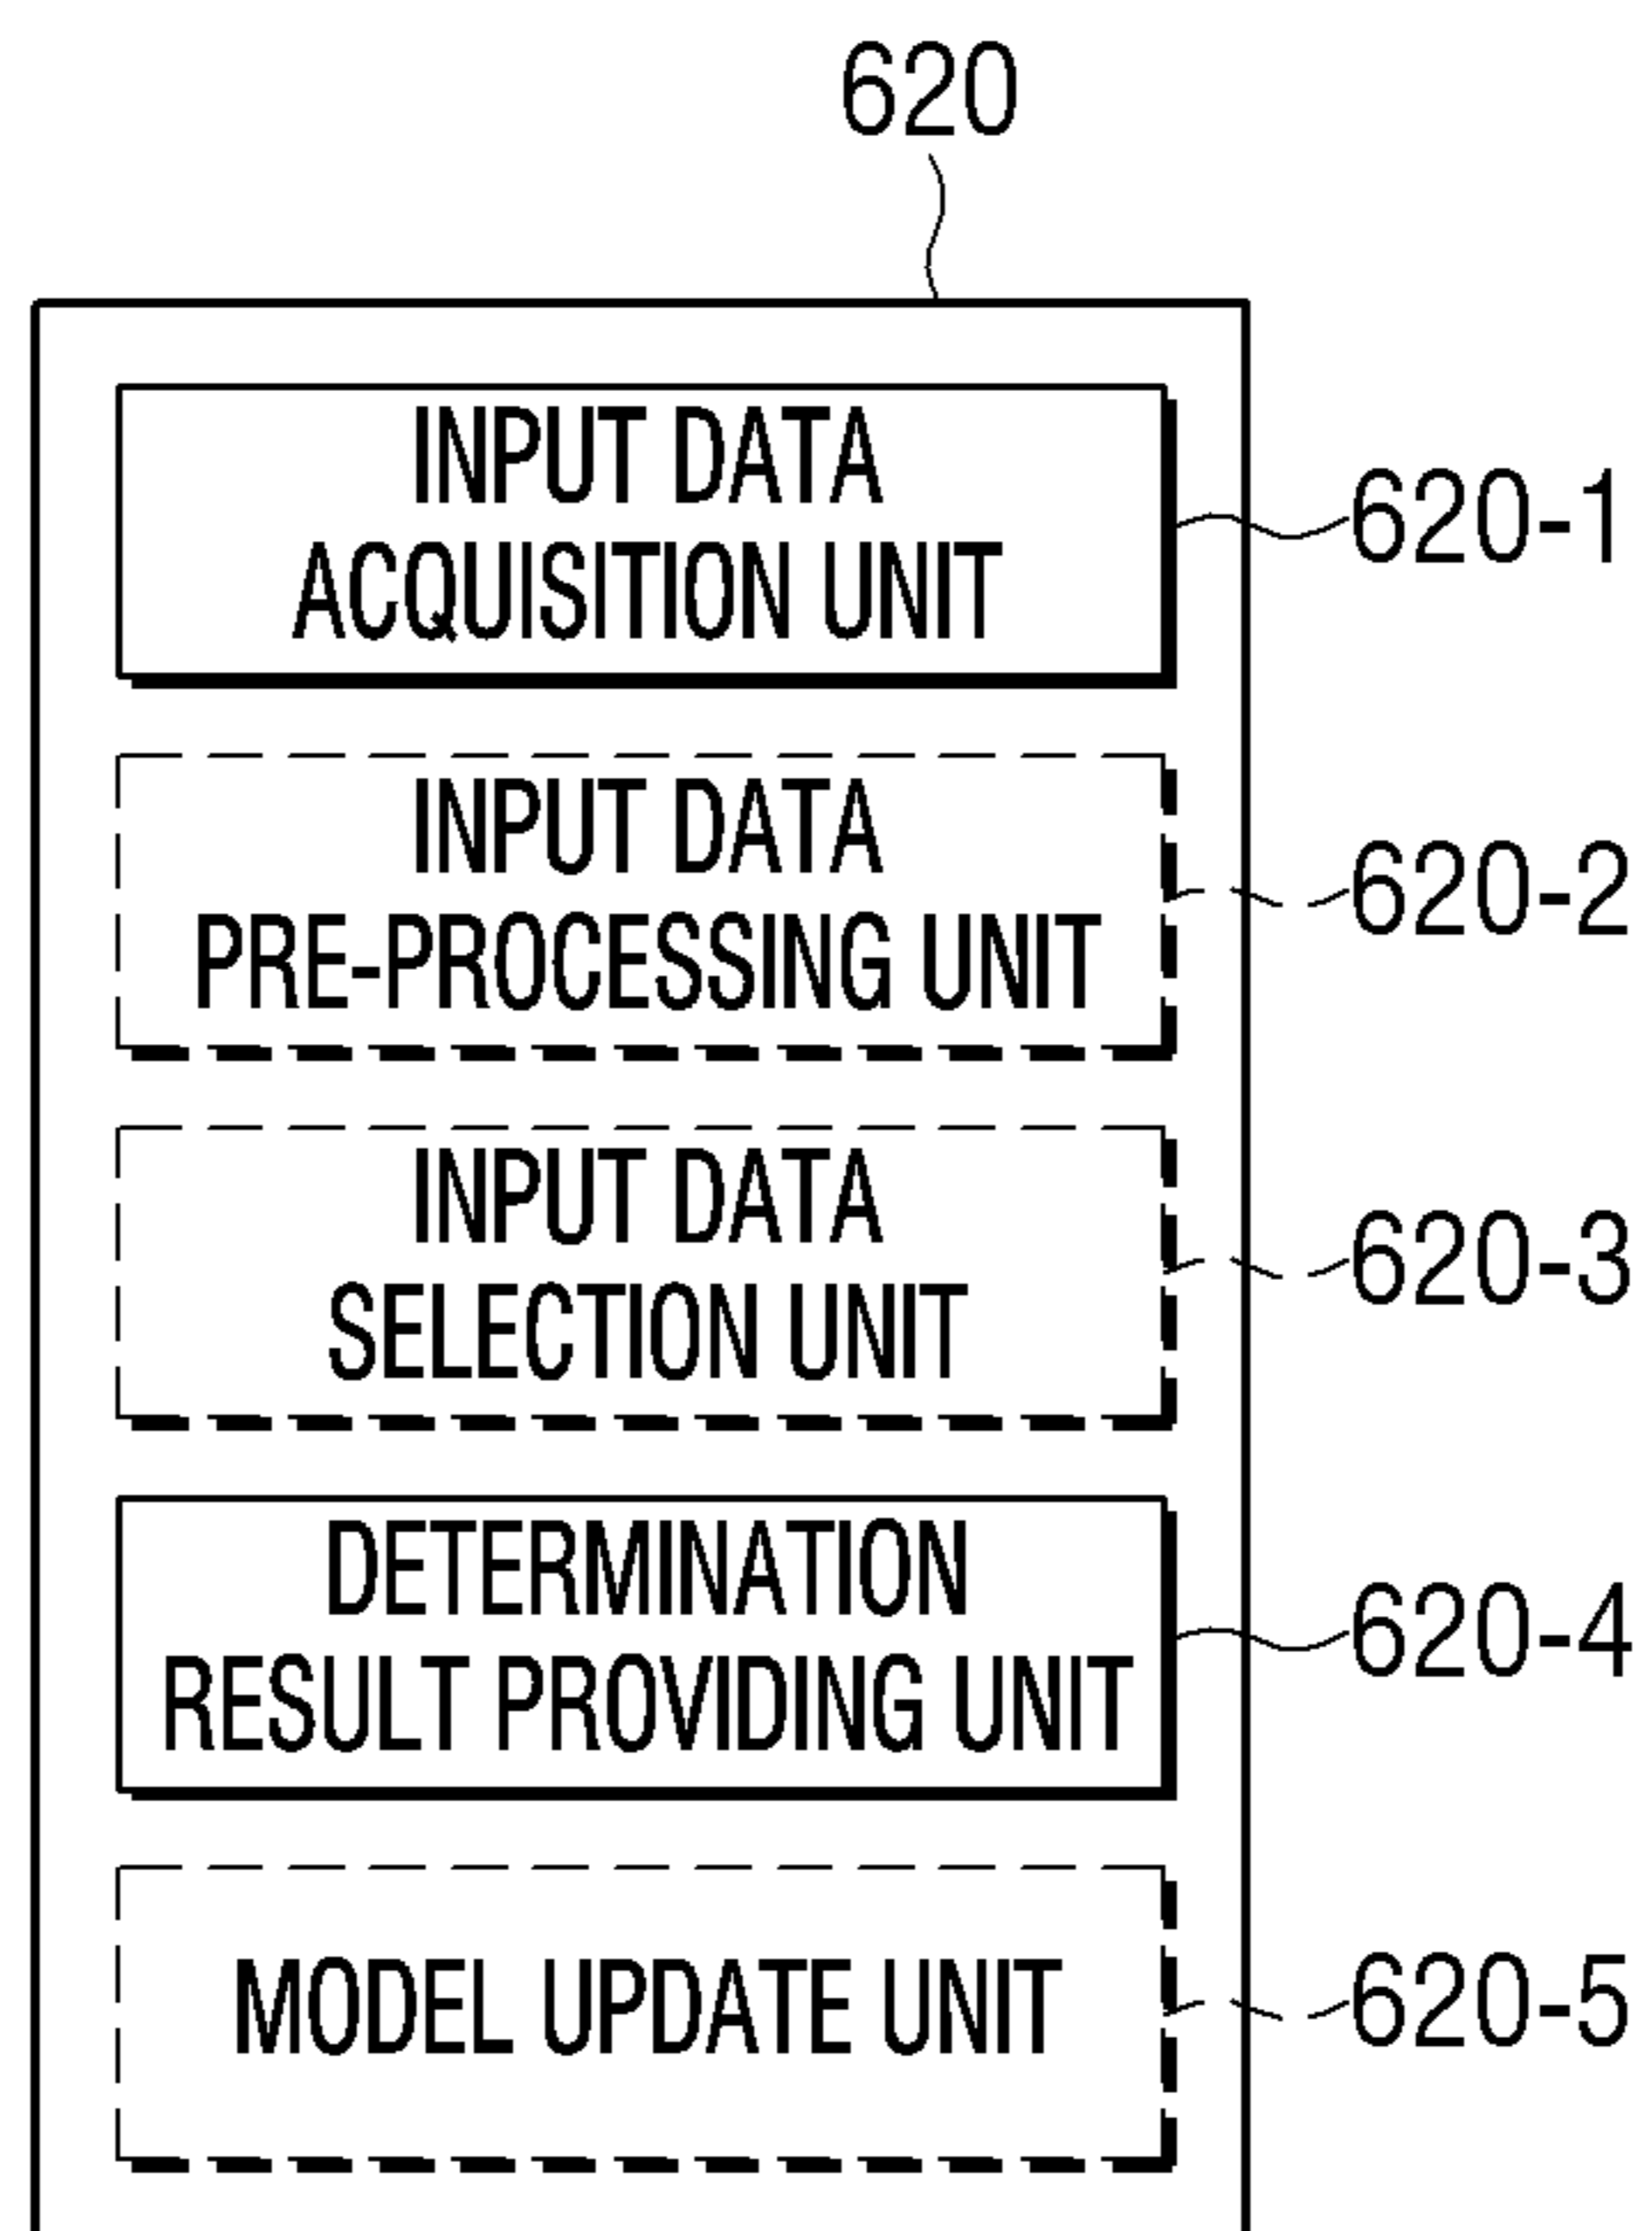 620
INPUT DATA
ACQUISITION UNIT
620-1
INPUT DATA
PRE-PROCESSING UNIT
620-2
INPUT DATA
SELECTION UNIT
620-3
DETERMINATION
RESULT PROVIDING UNIT
620-4
MODEL UPDATE UNIT
620-5